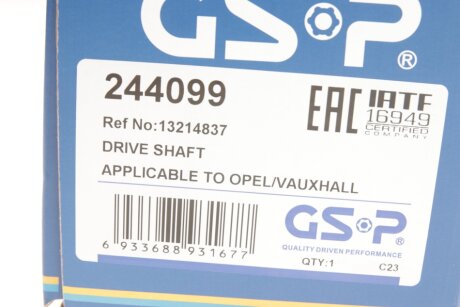 GSP®
244099
Ref No:13214837
DRIVE SHAFT
APPLICABLE TO OPEL/VAUXHALL
EAC
IATF
16949
CERTIFIED
COMPANY
6 933688 931677
GSP
QUALITY DRIVEN PERFORMANCE
QTY:1 C23